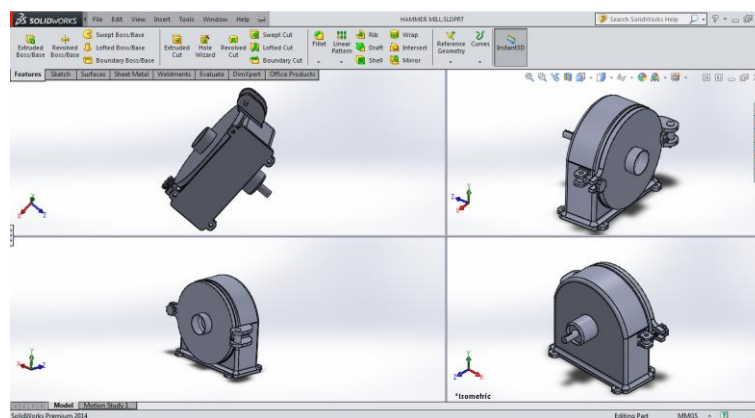 SOLIDWORKS File Edit View Insert Tools Window Help HAMMER MILL.SLDPRT Search SolidWorks Help
Extruded Boss/Base
Revolved Boss/Base
Swept Boss/Base
Lofted Boss/Base
Boundary Boss/Base
Extruded Cut
Hole Wizard
Revolved Cut
Swept Cut
Lofted Cut
Boundary Cut
Fillet
Linear Pattern
Rib
Draft
Shell
Wrap
Intersect
Mirror
Reference Geometry
Curves
Instant3D
Features Sketch Surfaces Sheet Metal Weldments Evaluate DimXpert Office Products
Y
X
Z
Y
Z
X
Y
X
Z
Y
Z
X
*Isometric
Model Motion Study 1
SolidWorks Premium 2014 Editing Part MMGS